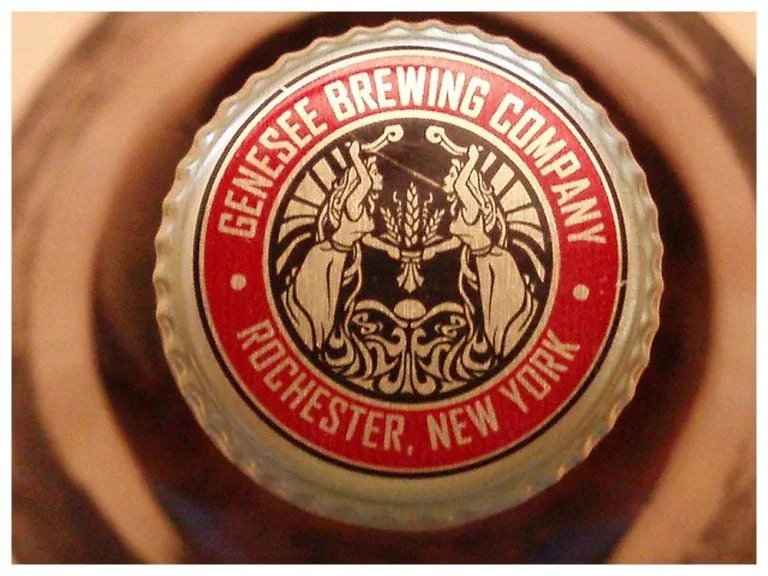 GENESEE BREWING COMPANY
ROCHESTER, NEW YORK